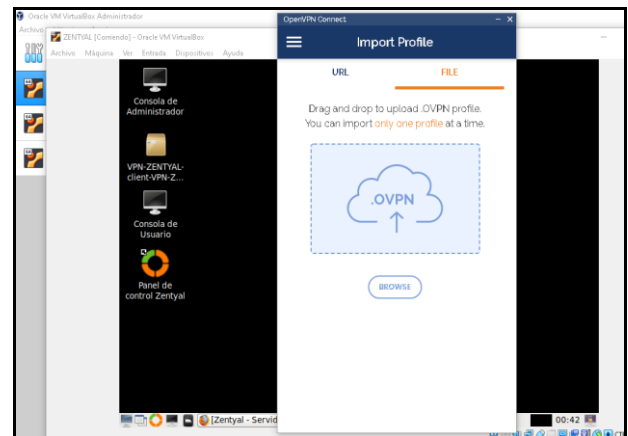 Oracle VM VirtualBox Administrador
ZENTYAL [Corriendo] - Oracle VM VirtualBox
Archivo Máquina Ver Entrada Dispositivos Ayuda
Consola de
Administrador
VPN-ZENTYAL-
client-VPN-Z...
Consola de
Usuario
Panel de
control Zentyal
[Zentyal - Servid
00:42
OpenVPN Connect
Import Profile
URL
FILE
Drag and drop to upload .OVPN profile.
You can import only one profile at a time.
.OVPN
BROWSE